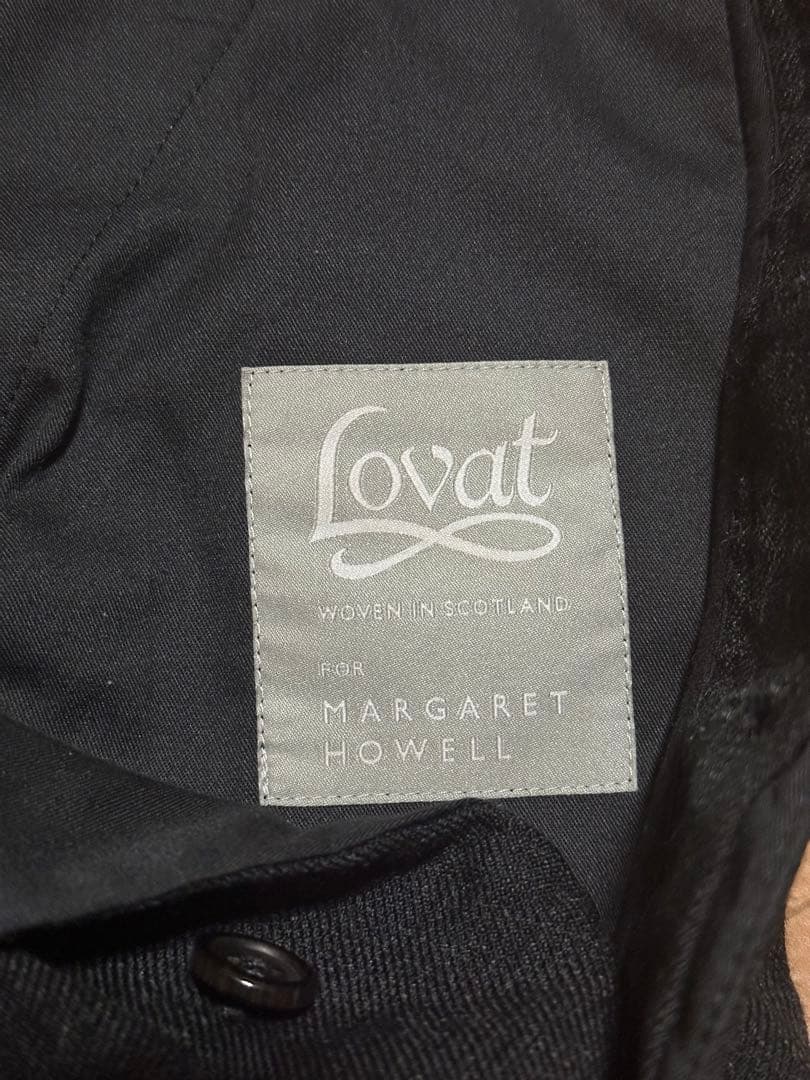 Lovat
WOVEN IN SCOTLAND
FOR
MARGARET
HOWELL